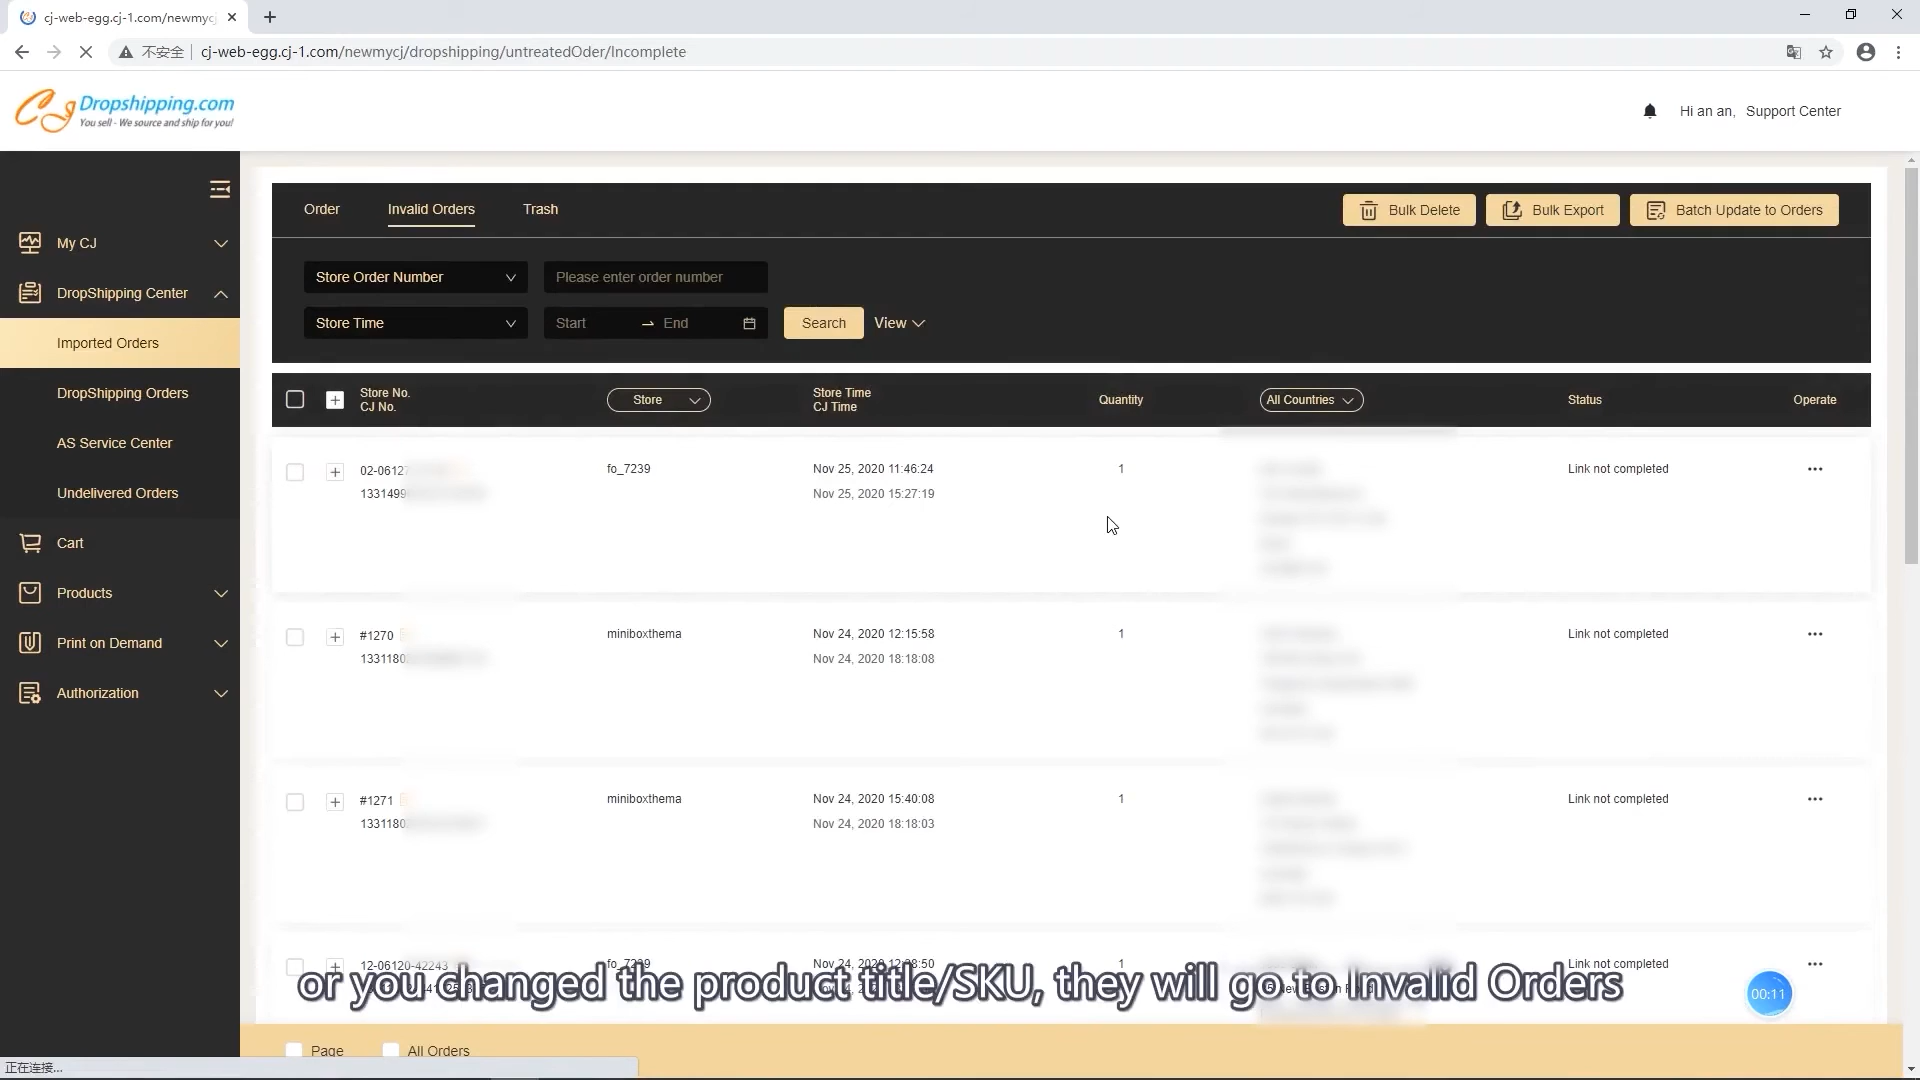 cj-web-egg.cj-1.com/newmycj
不安全 cj-web-egg.cj-1.com/newmycj/dropshipping/untreatedOder/Incomplete
CJ Dropshipping.com
You sell - We source and ship for you!
Hi an an, Support Center
My CJ
DropShipping Center
Imported Orders
DropShipping Orders
AS Service Center
Undelivered Orders
Cart
Products
Print on Demand
Authorization
Order Invalid Orders Trash Bulk Delete Bulk Export Batch Update to Orders
Store Order Number Please enter order number
Store Time Start End Search View
Store No. Store Store Time Quantity All Countries Status Operate
CJ No. CJ Time
02-06127 fo_7239 Nov 25, 2020 11:46:24 1 Link not completed
1331499 Nov 25, 2020 15:27:19
#1270 miniboxthema Nov 24, 2020 12:15:58 1 Link not completed
1331180 Nov 24, 2020 18:18:08
#1271 miniboxthema Nov 24, 2020 15:40:08 1 Link not completed
1331180 Nov 24, 2020 18:18:03
12-06120-42243 fo_7239 Nov 24, 2020 12:38:50 1 Link not completed
or you changed the product title/SKU, they will go to Invalid Orders
00:11
Page All Orders
正在连接...